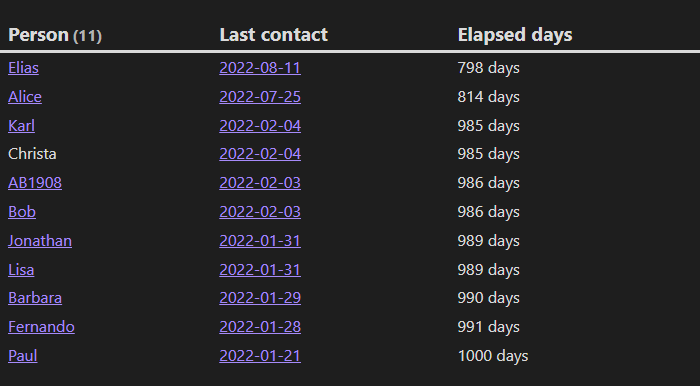 Person (11) Last contact Elapsed days
Elias 2022-08-11 798 days
Alice 2022-07-25 814 days
Karl 2022-02-04 985 days
Christa 2022-02-04 985 days
AB1908 2022-02-03 986 days
Bob 2022-02-03 986 days
Jonathan 2022-01-31 989 days
Lisa 2022-01-31 989 days
Barbara 2022-01-29 990 days
Fernando 2022-01-28 991 days
Paul 2022-01-21 1000 days